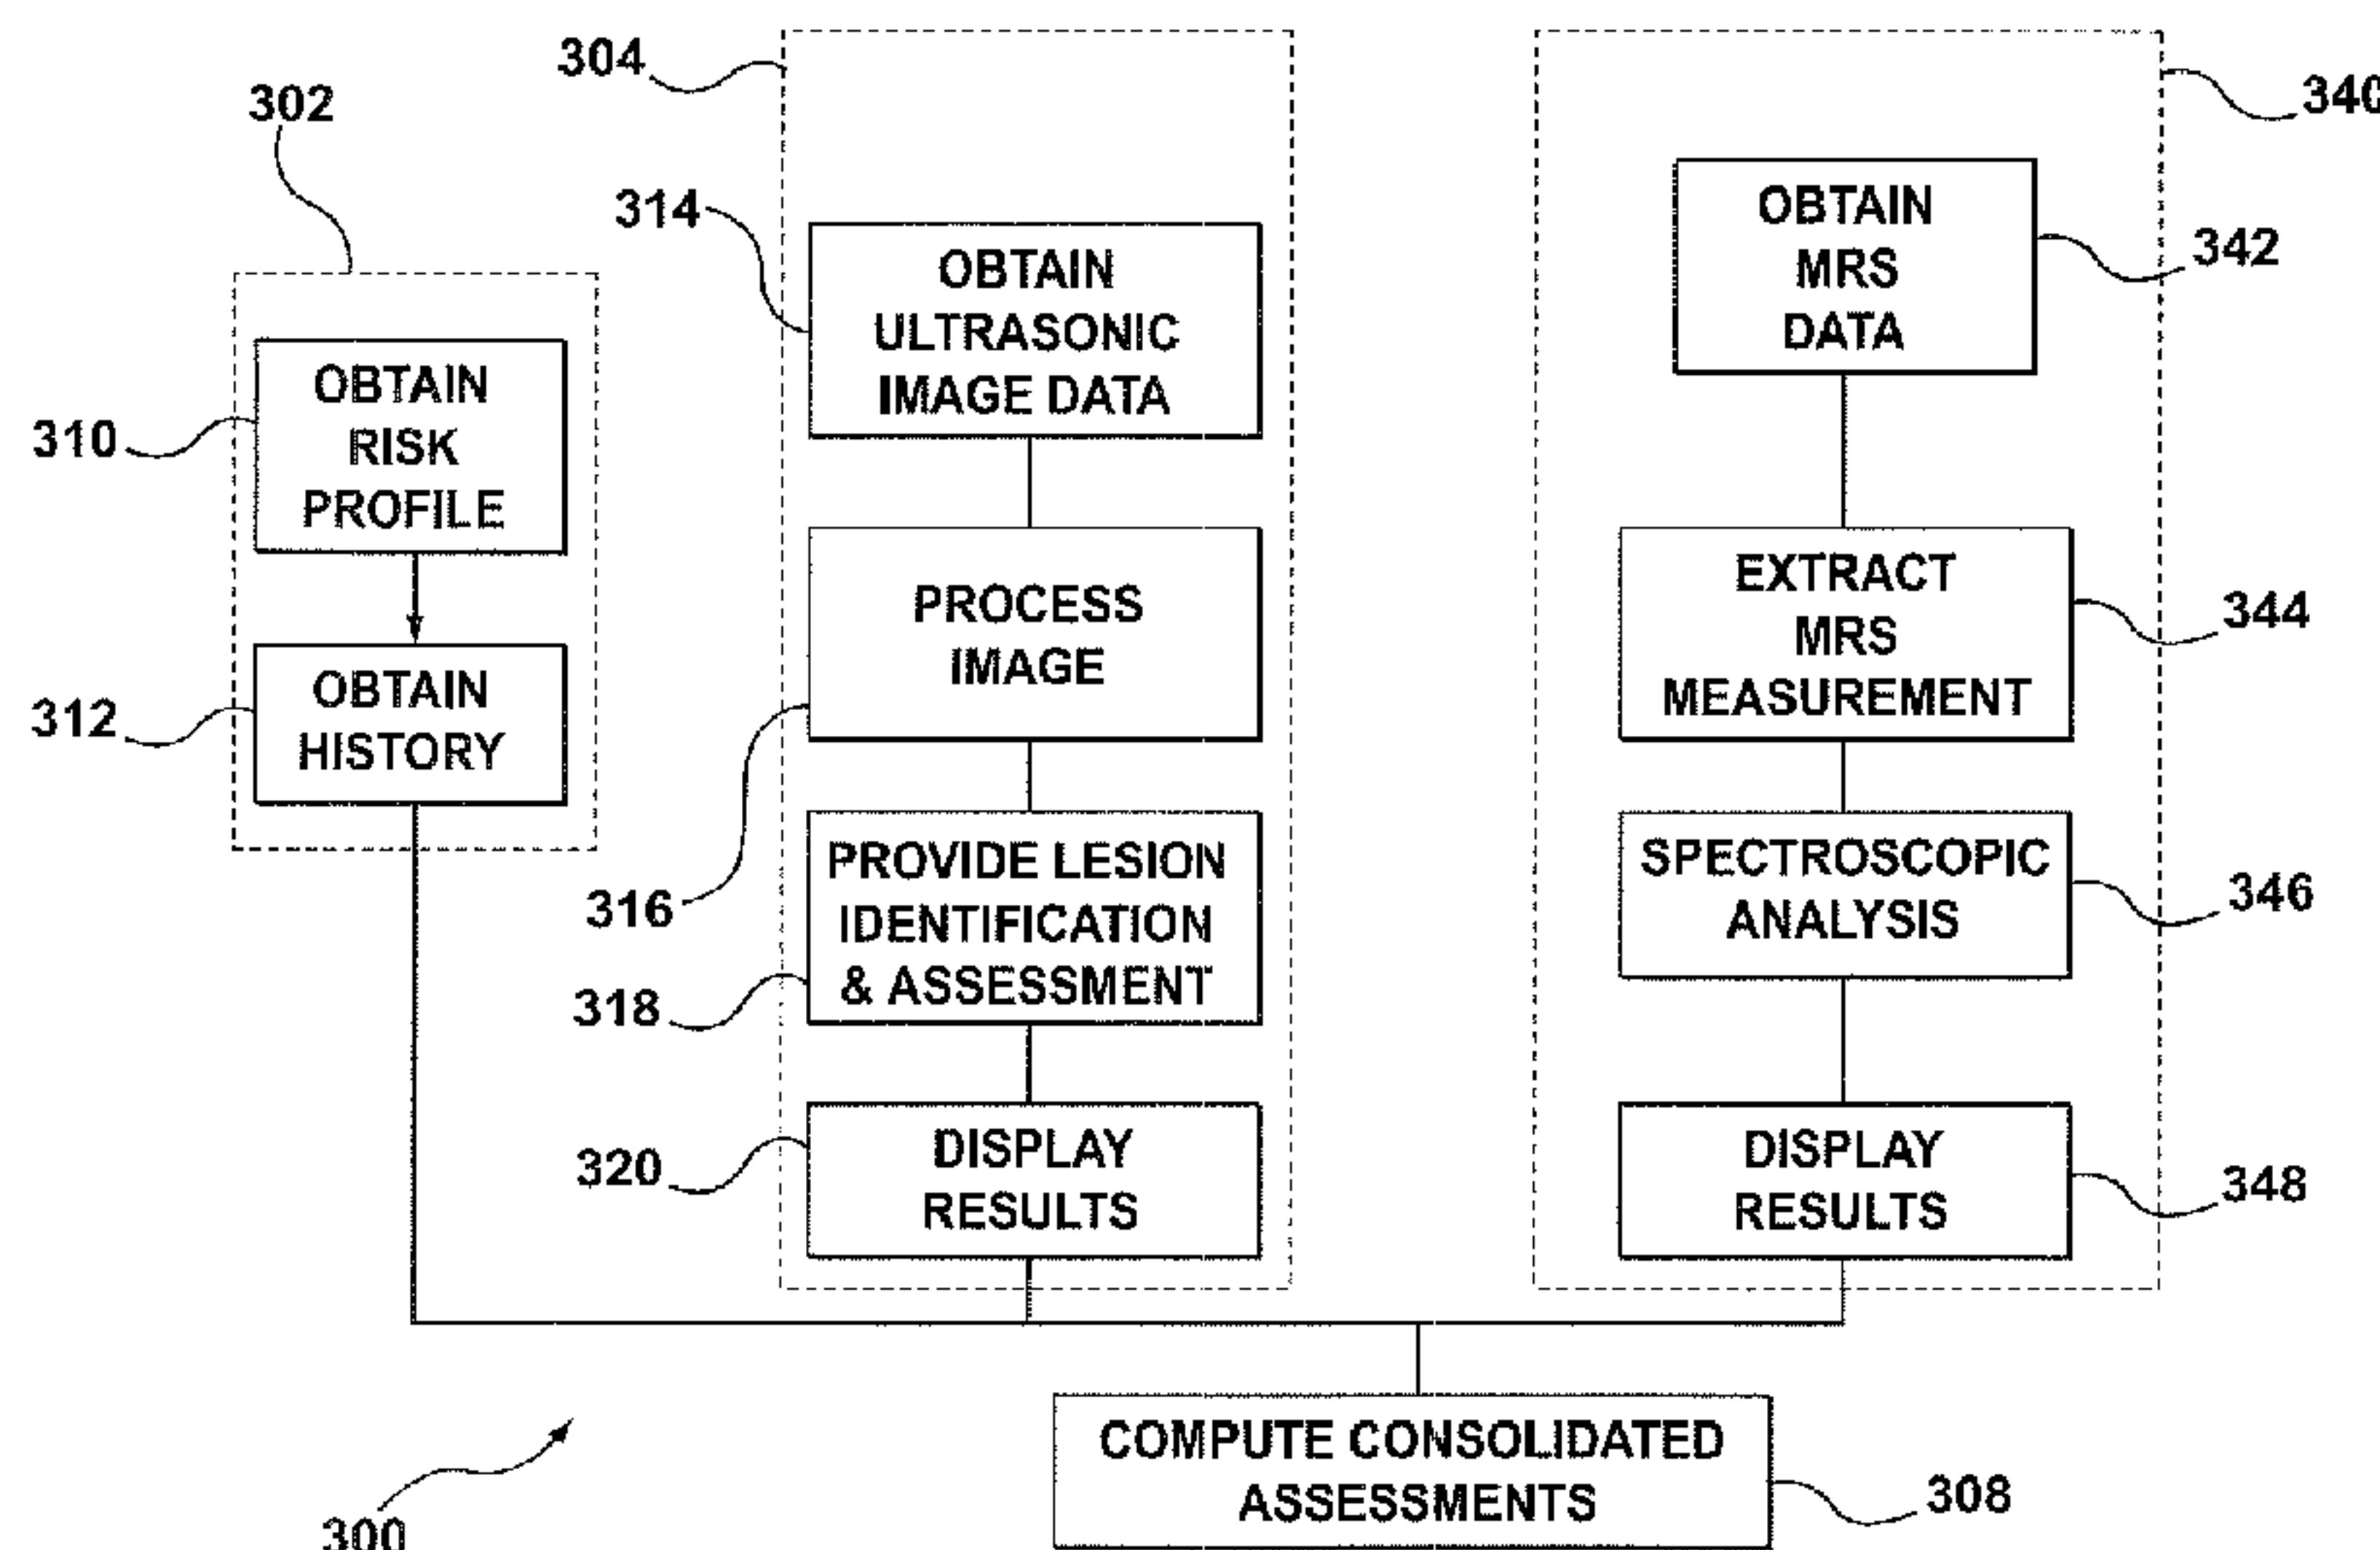 304
302
340
314
OBTAIN
MRS
DATA
342
OBTAIN
ULTRASONIC
IMAGE DATA
OBTAIN
RISK
PROFILE
310
PROCESS
IMAGE
EXTRACT
MRS
MEASUREMENT
344
OBTAIN
HISTORY
312
316
PROVIDE LESION
IDENTIFICATION
& ASSESSMENT
318
SPECTROSCOPIC
ANALYSIS
346
320
DISPLAY
RESULTS
DISPLAY
RESULTS
348
COMPUTE CONSOLIDATED
ASSESSMENTS
308
300